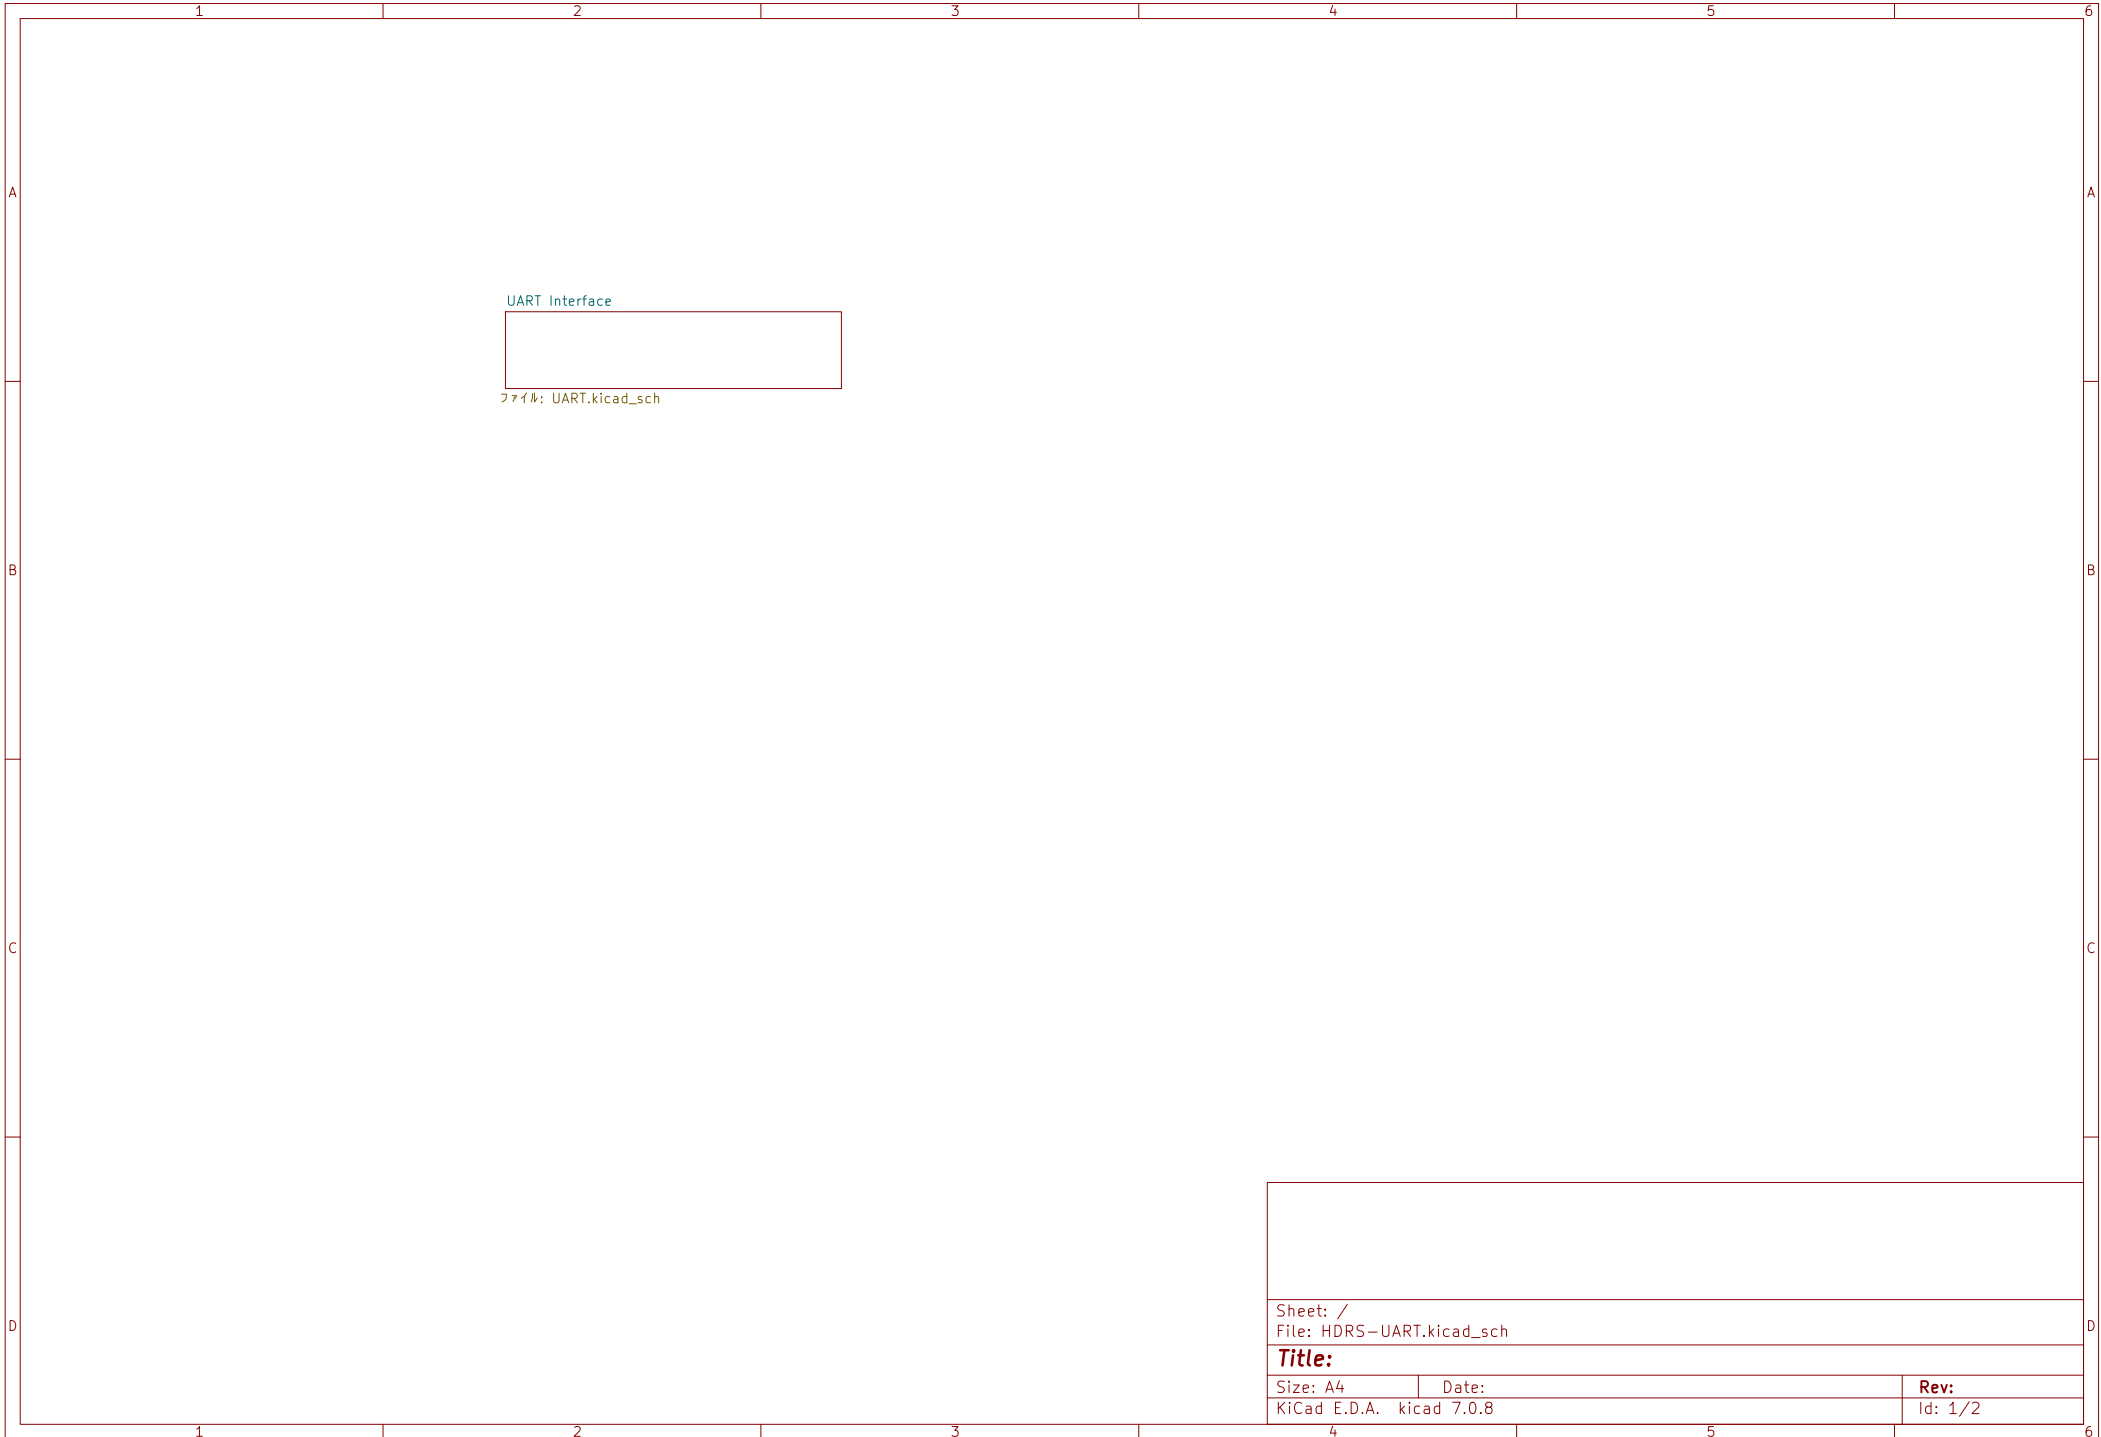 1 2 3 4 5 6
A A
UART Interface
ファイル: UART.kicad_sch
B B
C C
Sheet: /
File: HDRS-UART.kicad_sch
D D
Title:
Size: A4 Date: Rev:
KiCad E.D.A. kicad 7.0.8 Id: 1/2
1 2 3 4 5 6